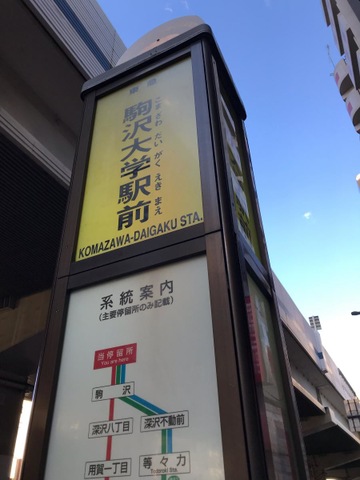 東急
駒沢大学駅前
こまざわだいがくえきまえ
KOMAZAWA-DAIGAKU STA.
系統案内
(主要停留所のみ記載)
当停留所
You are here
駒沢
深沢八丁目
深沢不動前
用賀一丁目
等々力
Todoroki Sta.